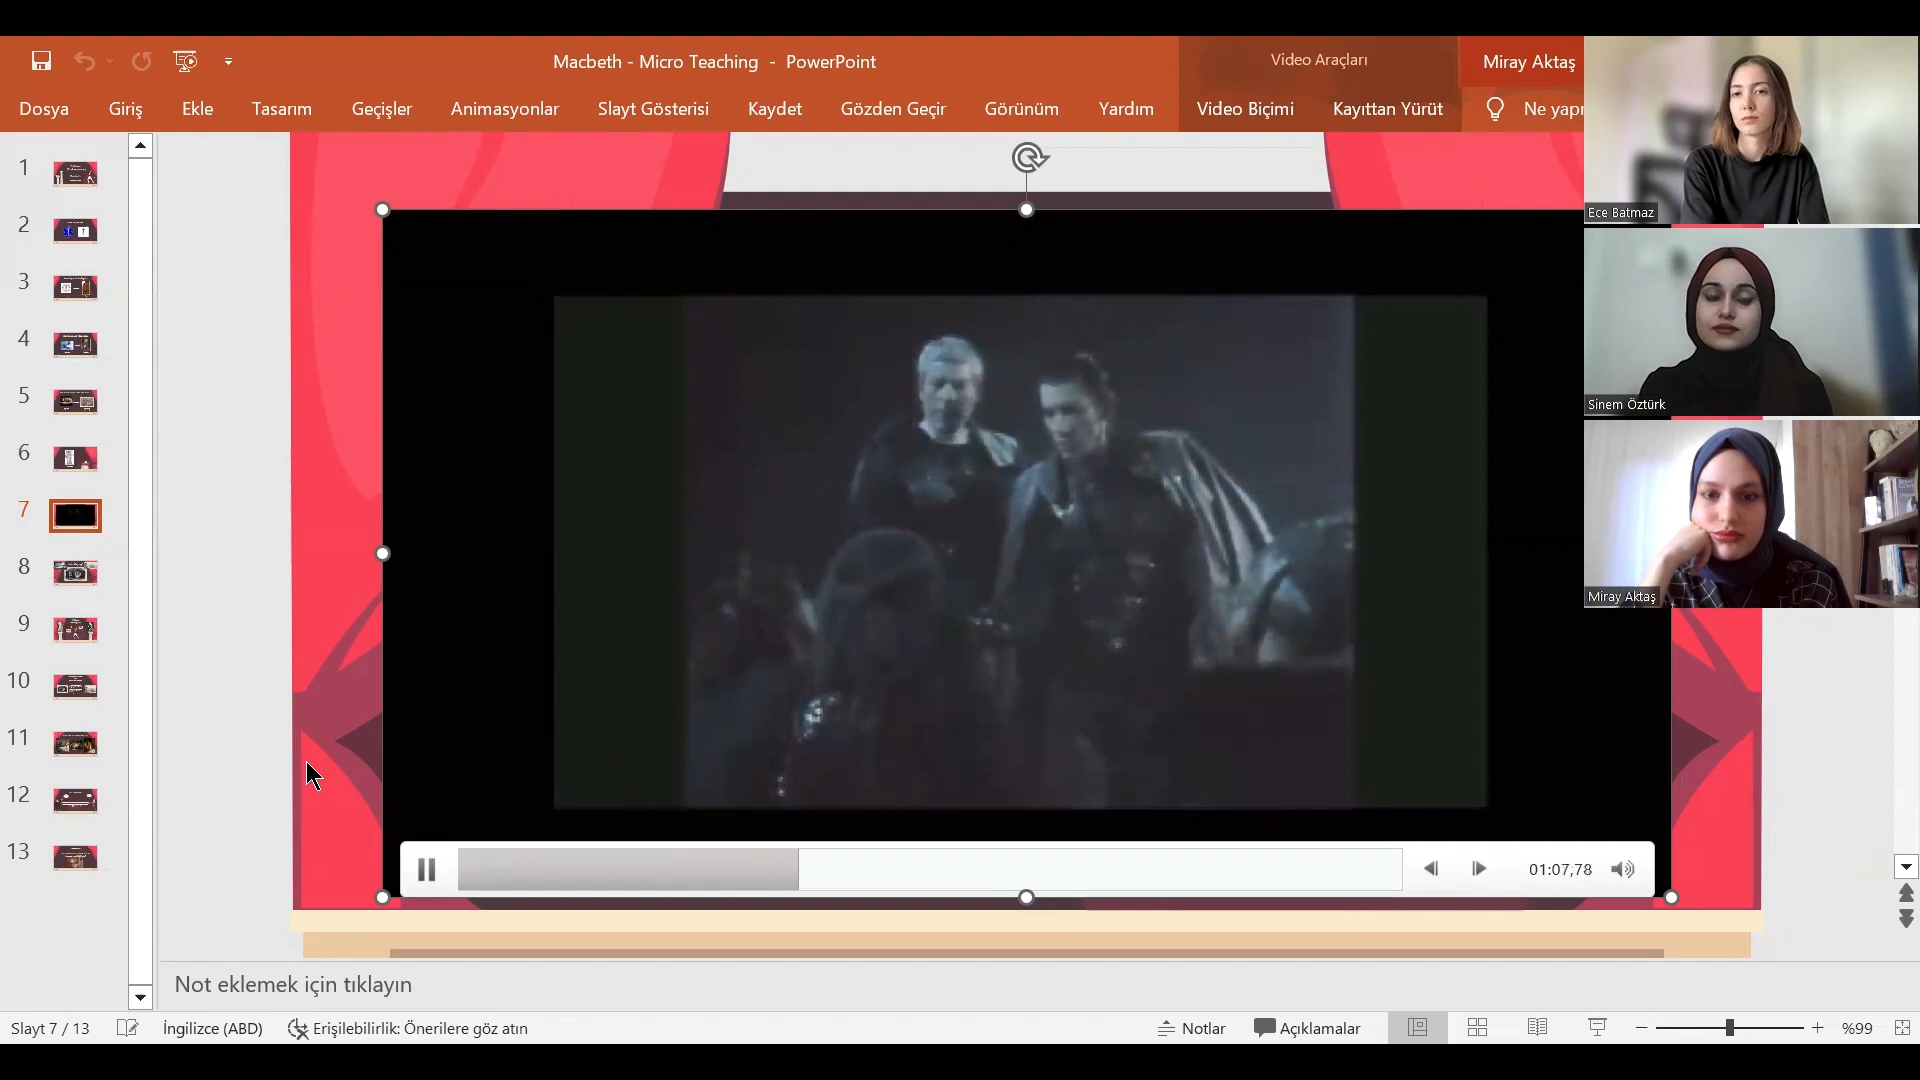 Macbeth - Micro Teaching - PowerPoint
Video Araçları
Miray Aktaş
Dosya Giriş Ekle Tasarım Geçişler Animasyonlar Slayt Gösterisi Kaydet Gözden Geçir Görünüm Yardım Video Biçimi Kayıttan Yürüt Ne yapı
Ece Batmaz
Sinem Öztürk
Miray Aktaş
1
2
3
4
5
6
7
8
9
10
11
12
13
01:07,78
Not eklemek için tıklayın
Slayt 7 / 13 İngilizce (ABD) Erişilebilirlik: Önerilere göz atın Notlar Açıklamalar %99